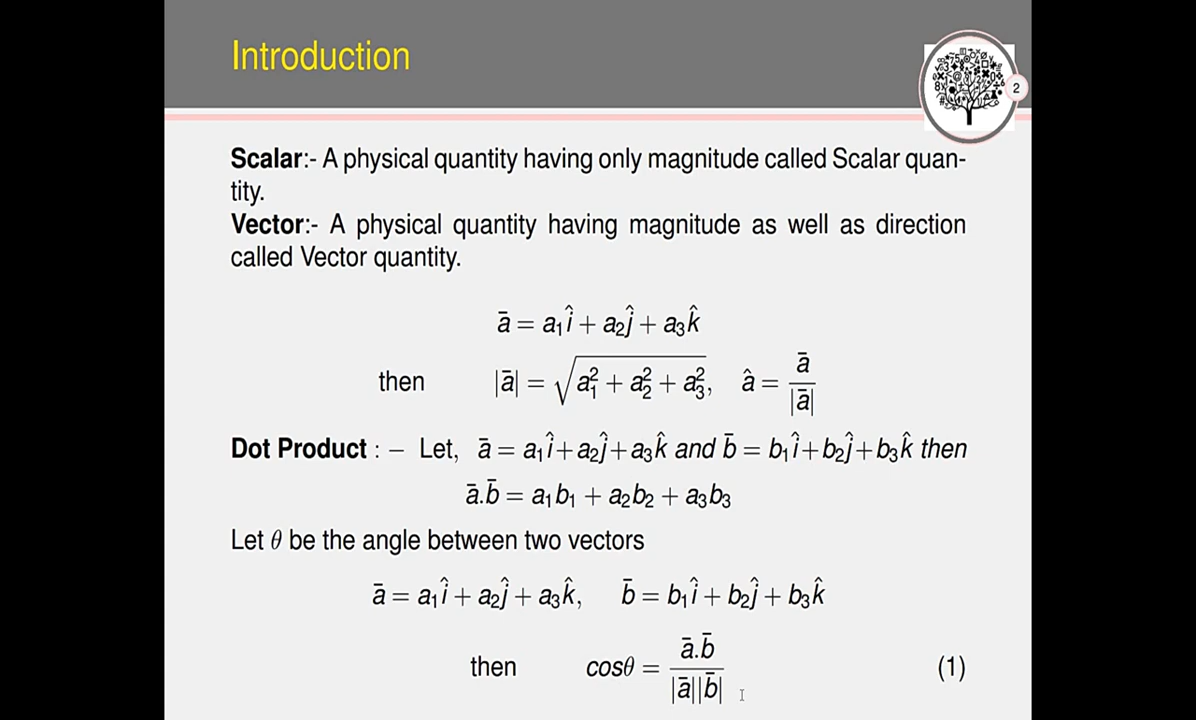 Introduction
2
Scalar:- A physical quantity having only magnitude called Scalar quan-
tity.
Vector:- A physical quantity having magnitude as well as direction
called Vector quantity.
ā = a₁î + a₂ĵ + a₃k̂
then |ā| = √(a₁² + a₂² + a₃²), â = ā/|ā|
Dot Product : – Let, ā = a₁î+a₂ĵ+a₃k̂ and b̄ = b₁î+b₂ĵ+b₃k̂ then
ā.b̄ = a₁b₁ + a₂b₂ + a₃b₃
Let θ be the angle between two vectors
ā = a₁î + a₂ĵ + a₃k̂, b̄ = b₁î + b₂ĵ + b₃k̂
then cosθ = ā.b̄/|ā||b̄| (1)